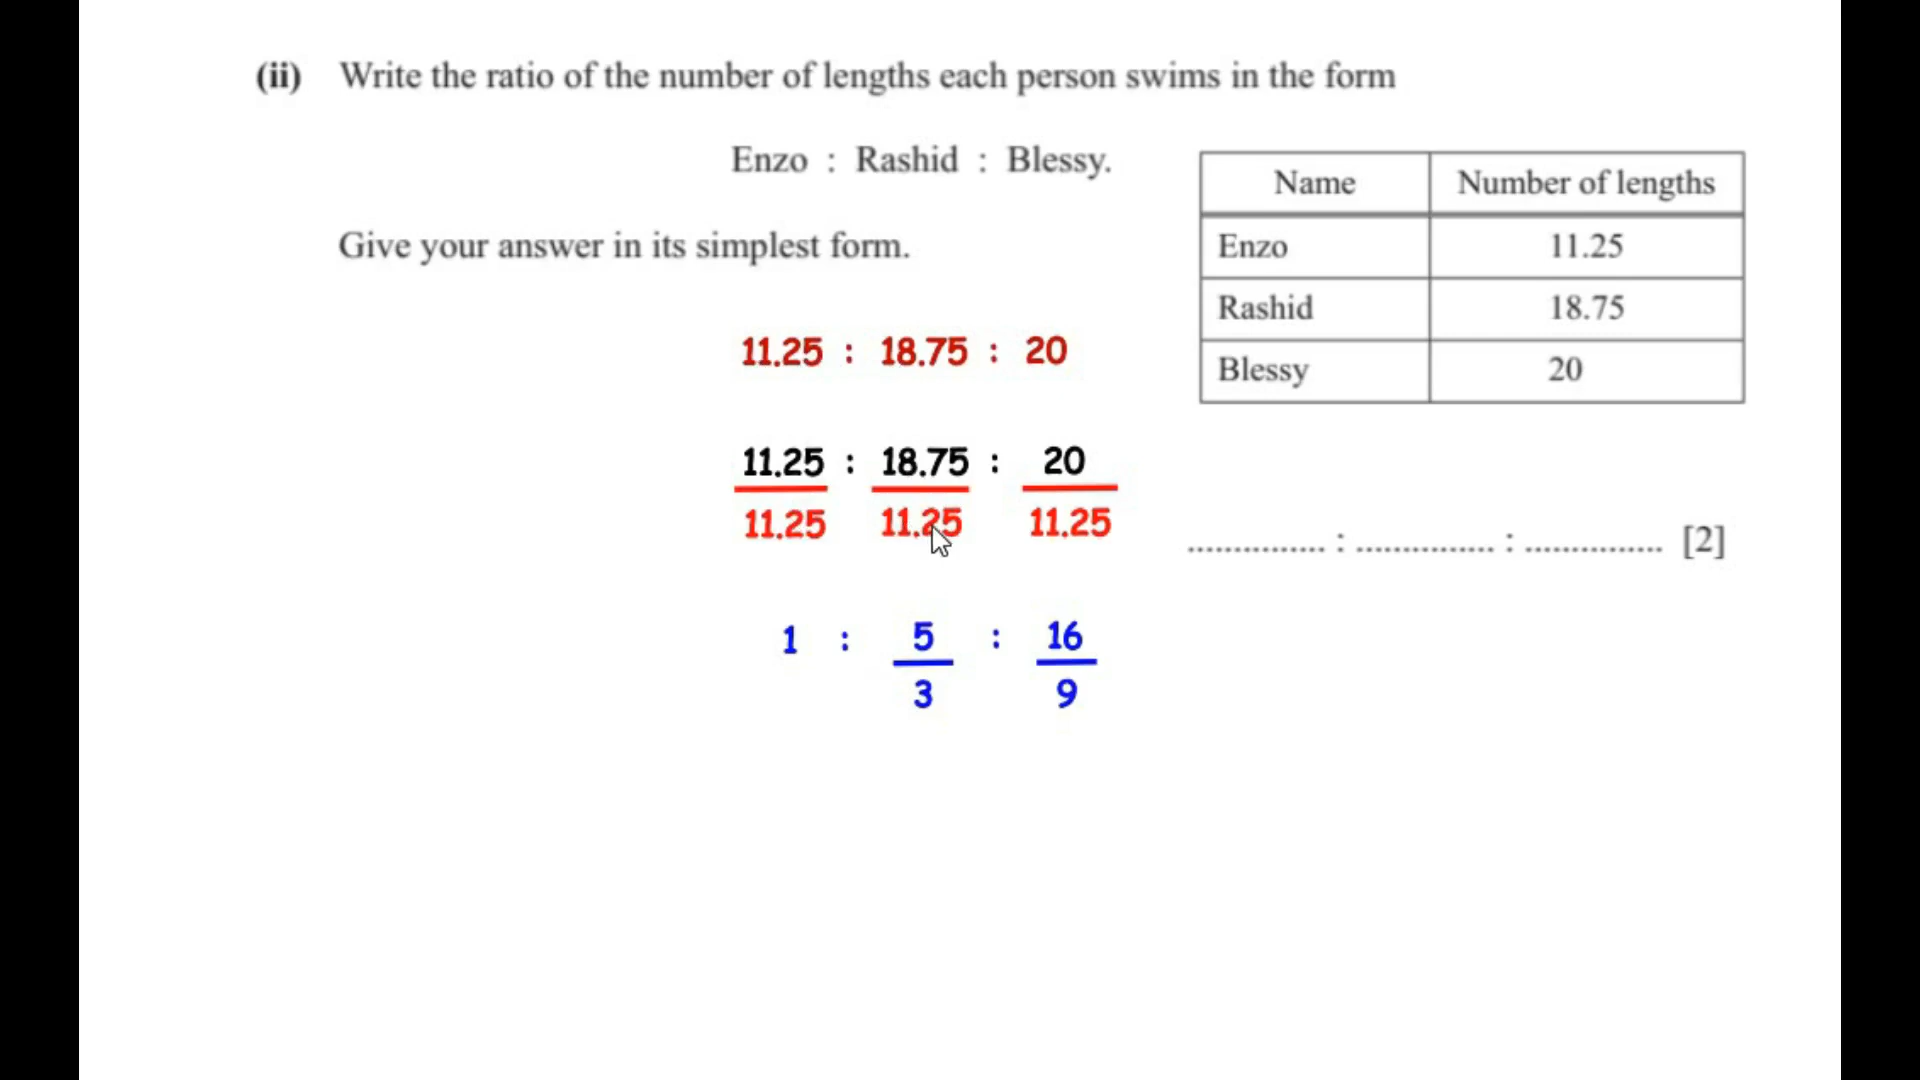 (ii) Write the ratio of the number of lengths each person swims in the form
Enzo : Rashid : Blessy.
Give your answer in its simplest form.
Name Number of lengths
Enzo 11.25
Rashid 18.75
Blessy 20
11.25 : 18.75 : 20
11.25 : 18.75 : 20
11.25 11.25 11.25
............... : ............... : ............... [2]
1 : 5 : 16
3 9